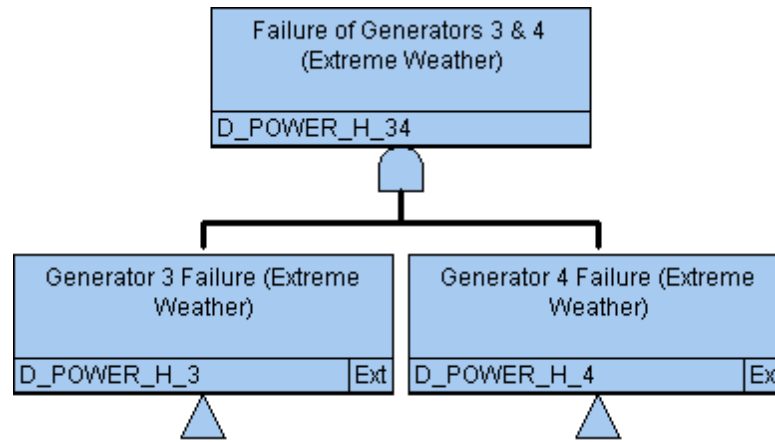 Failure of Generators 3 & 4
(Extreme Weather)
D_POWER_H_34
Generator 3 Failure (Extreme
Weather)
D_POWER_H_3 Ext
Generator 4 Failure (Extreme
Weather)
D_POWER_H_4 Ex